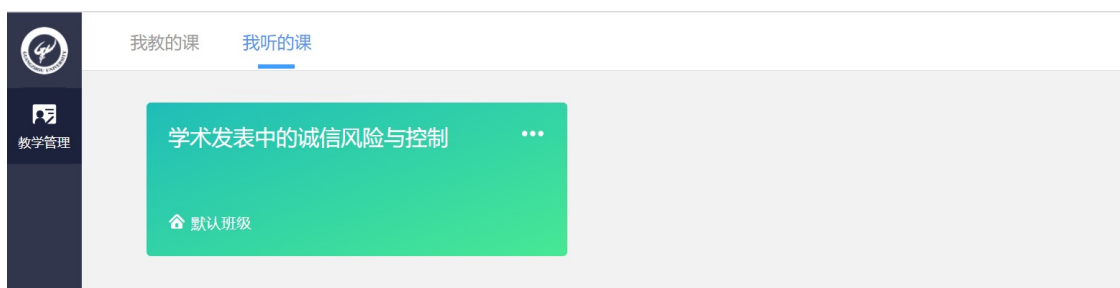 我教的课
我听的课
教学管理
学术发表中的诚信风险与控制
默认班级